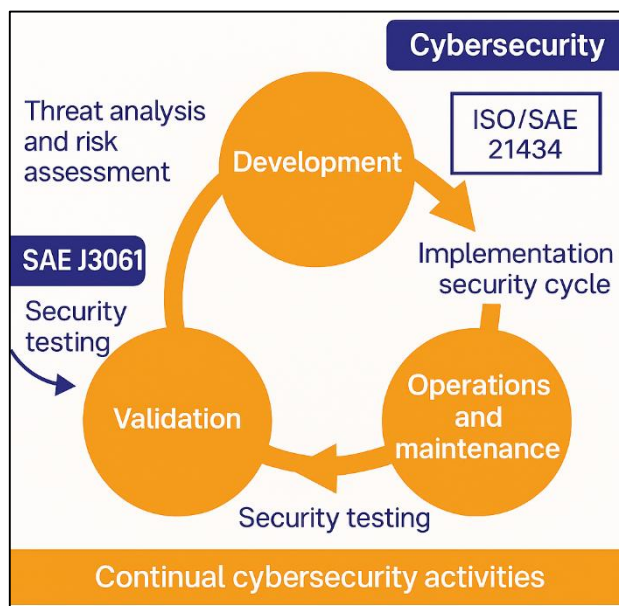 Cybersecurity
Threat analysis
and risk
assessment
Development
ISO/SAE
21434
SAE J3061
Implementation
security cycle
Security
testing
Validation
Operations
and
maintenance
Security testing
Continual cybersecurity activities